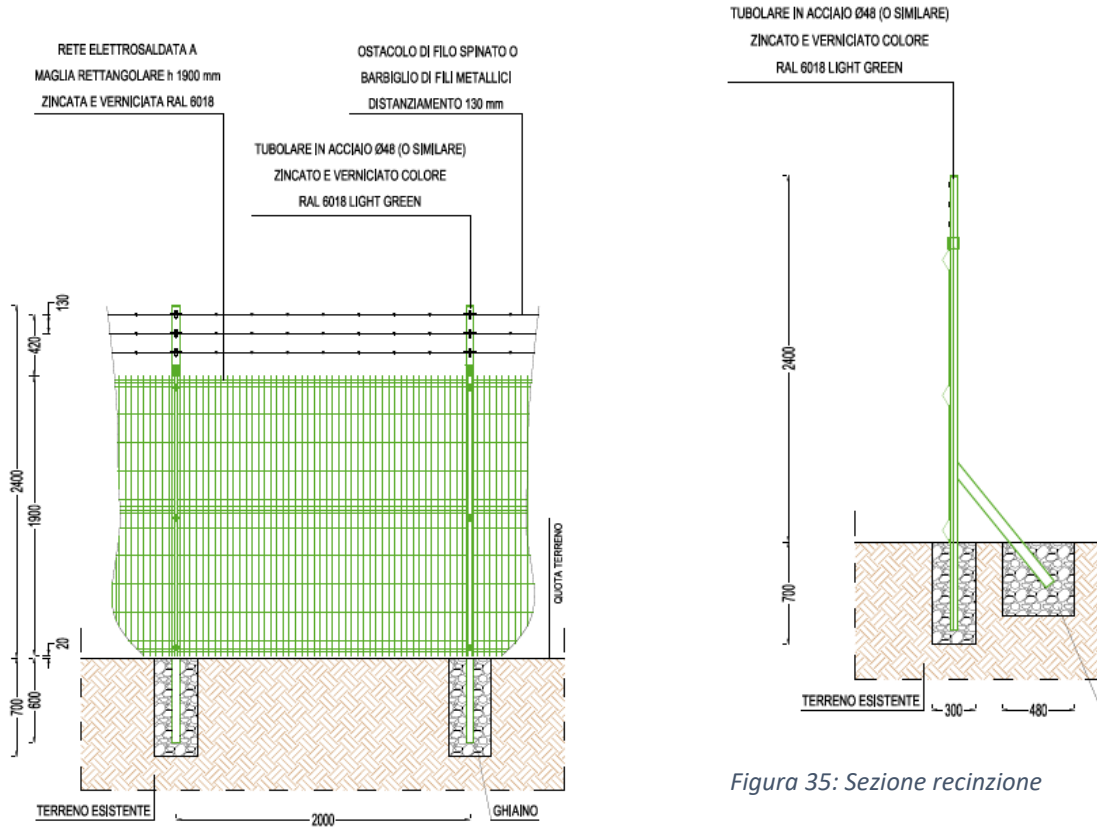 RETE ELETTROSALDATA A
MAGLIA RETTANGOLARE h 1900 mm
ZINCATA E VERNICIATA RAL 6018
OSTACOLO DI FILO SPINATO O
BARBIGLIO DI FILI METALLICI
DISTANZIAMENTO 130 mm
TUBOLARE IN ACCIAIO Ø48 (O SIMILARE)
ZINCATO E VERNICIATO COLORE
RAL 6018 LIGHT GREEN
130
420
2400
1900
20
700
600
QUOTA TERRENO
TERRENO ESISTENTE
2000
GHIAINO
TUBOLARE IN ACCIAIO Ø48 (O SIMILARE)
ZINCATO E VERNICIATO COLORE
RAL 6018 LIGHT GREEN
2400
700
TERRENO ESISTENTE
300
480
Figura 35: Sezione recinzione